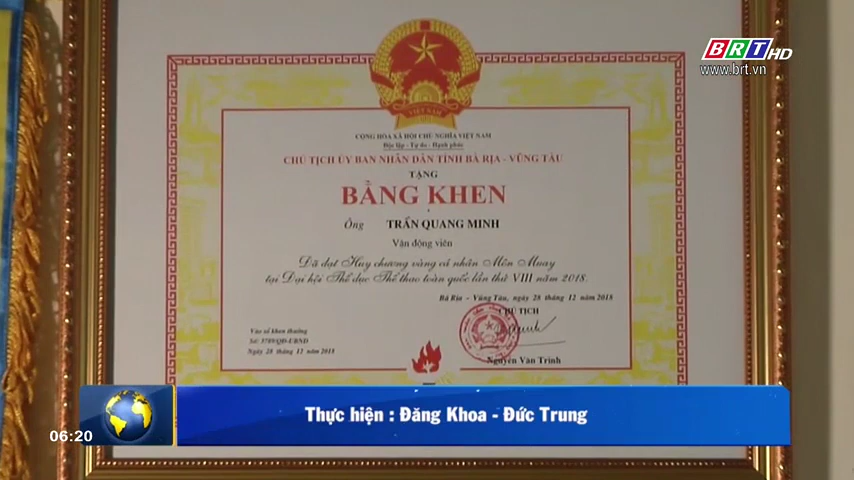 BRT HD
www.brt.vn
VIỆT NAM
CỘNG HÒA XÃ HỘI CHỦ NGHĨA VIỆT NAM
Độc lập - Tự do - Hạnh phúc
CHỦ TỊCH ỦY BAN NHÂN DÂN TỈNH BÀ RỊA - VŨNG TÀU
TẶNG
BẰNG KHEN
Ông TRẦN QUANG MINH
Vận động viên
Đã đạt Huy chương vàng cá nhân Môn Muay
tại Đại hội Thể dục Thể thao toàn quốc lần thứ VIII năm 2018.
Bà Rịa - Vũng Tàu, ngày 28 tháng 12 năm 2018
CHỦ TỊCH
Vào sổ khen thưởng
Số: 3789/QĐ-UBND
Ngày 28 tháng 12 năm 2018
Nguyễn Văn Trình
Thực hiện : Đăng Khoa - Đức Trung
06:20